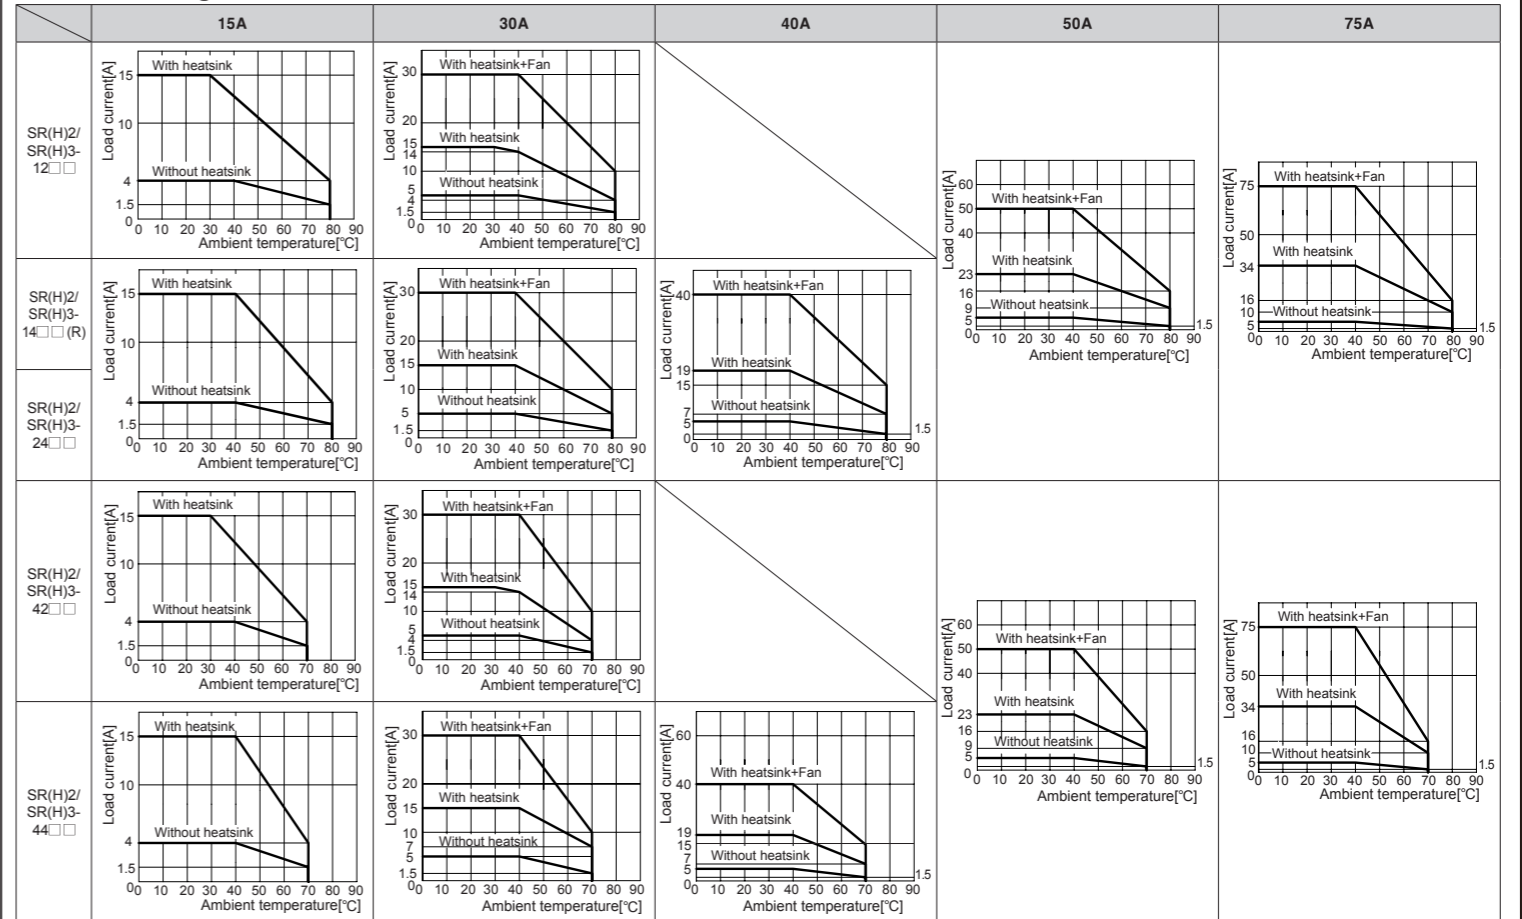 15A 30A 40A 50A 75A
SR(H)2/
SR(H)3-
12□□
Load current[A]
15
10
4
1.5
0
With heatsink
Without heatsink
0 10 20 30 40 50 60 70 80 90
Ambient temperature[℃]
Load current[A]
30
20
15
14
10
5
4
1.5
0
With heatsink+Fan
With heatsink
Without heatsink
0 10 20 30 40 50 60 70 80 90
Ambient temperature[℃]
Load current[A]
60
50
40
23
16
9
5
0
With heatsink+Fan
With heatsink
Without heatsink
1.5
0 10 20 30 40 50 60 70 80 90
Ambient temperature[℃]
Load current[A]
75
50
34
16
10
5
0
With heatsink+Fan
With heatsink
Without heatsink
1.5
0 10 20 30 40 50 60 70 80 90
Ambient temperature[℃]
SR(H)2/
SR(H)3-
14□□(R)
SR(H)2/
SR(H)3-
24□□
Load current[A]
15
10
4
1.5
0
With heatsink
Without heatsink
0 10 20 30 40 50 60 70 80 90
Ambient temperature[℃]
Load current[A]
30
20
15
10
5
1.5
0
With heatsink+Fan
With heatsink
Without heatsink
0 10 20 30 40 50 60 70 80 90
Ambient temperature[℃]
Load current[A]
40
19
15
7
5
0
With heatsink+Fan
With heatsink
Without heatsink
1.5
0 10 20 30 40 50 60 70 80 90
Ambient temperature[℃]
SR(H)2/
SR(H)3-
42□□
Load current[A]
15
10
4
1.5
0
With heatsink
Without heatsink
0 10 20 30 40 50 60 70 80 90
Ambient temperature[℃]
Load current[A]
30
20
15
14
10
5
4
1.5
0
With heatsink+Fan
With heatsink
Without heatsink
0 10 20 30 40 50 60 70 80 90
Ambient temperature[℃]
Load current[A]
60
50
40
23
16
9
5
0
With heatsink+Fan
With heatsink
Without heatsink
1.5
0 10 20 30 40 50 60 70 80 90
Ambient temperature[℃]
Load current[A]
75
50
34
16
10
5
0
With heatsink+Fan
With heatsink
Without heatsink
1.5
0 10 20 30 40 50 60 70 80 90
Ambient temperature[℃]
SR(H)2/
SR(H)3-
44□□
Load current[A]
15
10
4
1.5
0
With heatsink
Without heatsink
0 10 20 30 40 50 60 70 80 90
Ambient temperature[℃]
Load current[A]
30
20
15
10
7
5
1.5
0
With heatsink+Fan
With heatsink
Without heatsink
0 10 20 30 40 50 60 70 80 90
Ambient temperature[℃]
Load current[A]
60
40
19
15
7
5
0
With heatsink+Fan
With heatsink
Without heatsink
1.5
0 10 20 30 40 50 60 70 80 90
Ambient temperature[℃]